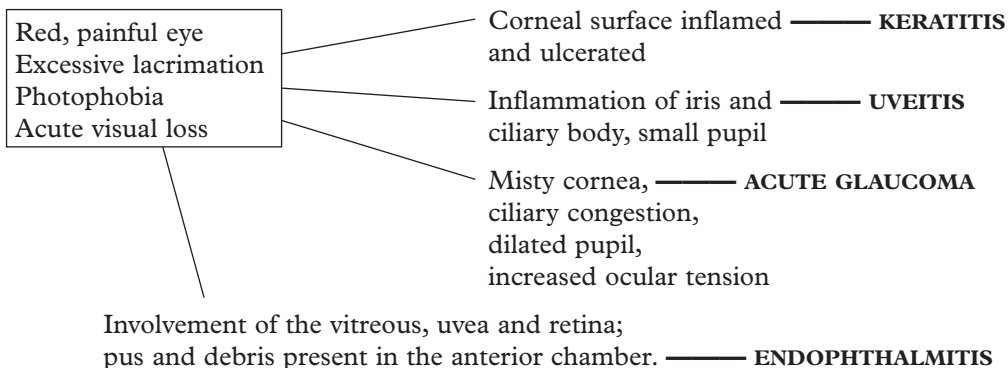 Red, painful eye
Excessive lacrimation
Photophobia
Acute visual loss
Corneal surface inflamed KERATITIS
and ulcerated
Inflammation of iris and UVEITIS
ciliary body, small pupil
Misty cornea, ACUTE GLAUCOMA
ciliary congestion,
dilated pupil,
increased ocular tension
Involvement of the vitreous, uvea and retina;
pus and debris present in the anterior chamber. ENDOPHTHALMITIS